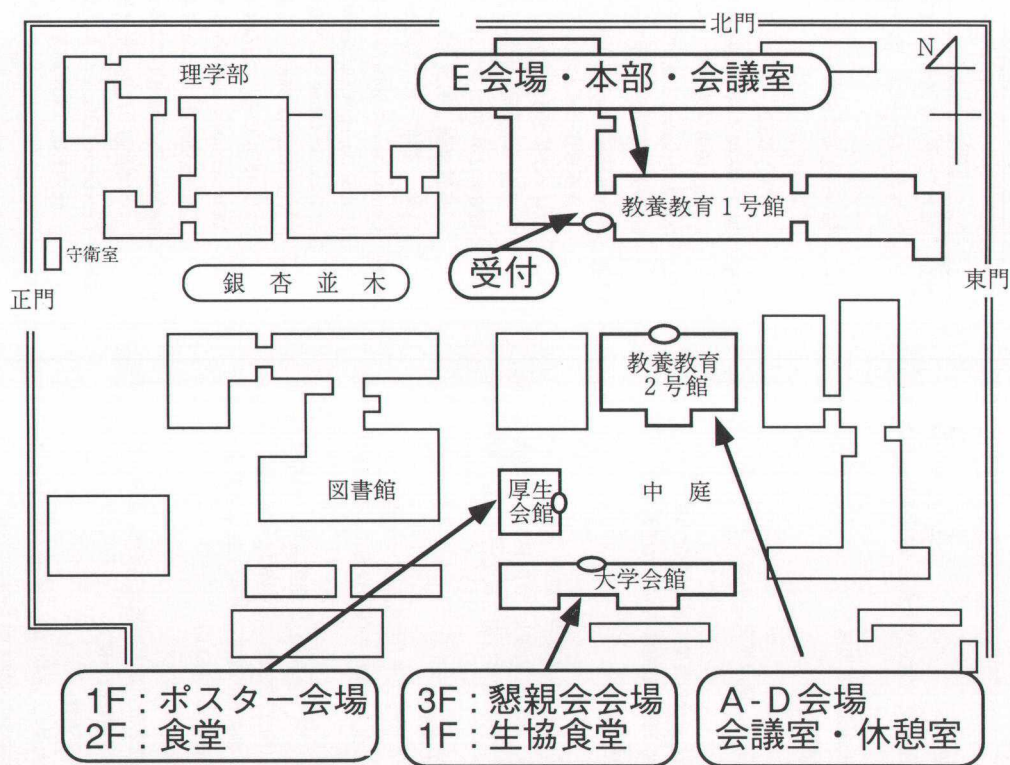 北門
N
理学部
E会場・本部・会議室
教養教育1号館
守衛室
受付
銀杏並木
正門
東門
教養教育
2号館
図書館
厚生
会館
中庭
大学会館
1F：ポスター会場
2F：食堂
3F：懇親会会場
1F：生協食堂
A-D会場
会議室・休憩室